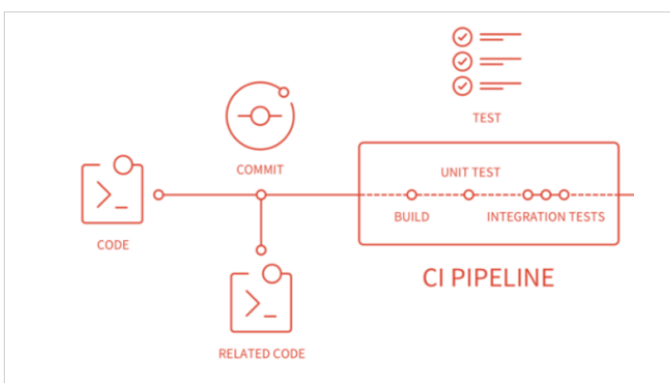 TEST
COMMIT
UNIT TEST
BUILD
INTEGRATION TESTS
CODE
CI PIPELINE
RELATED CODE